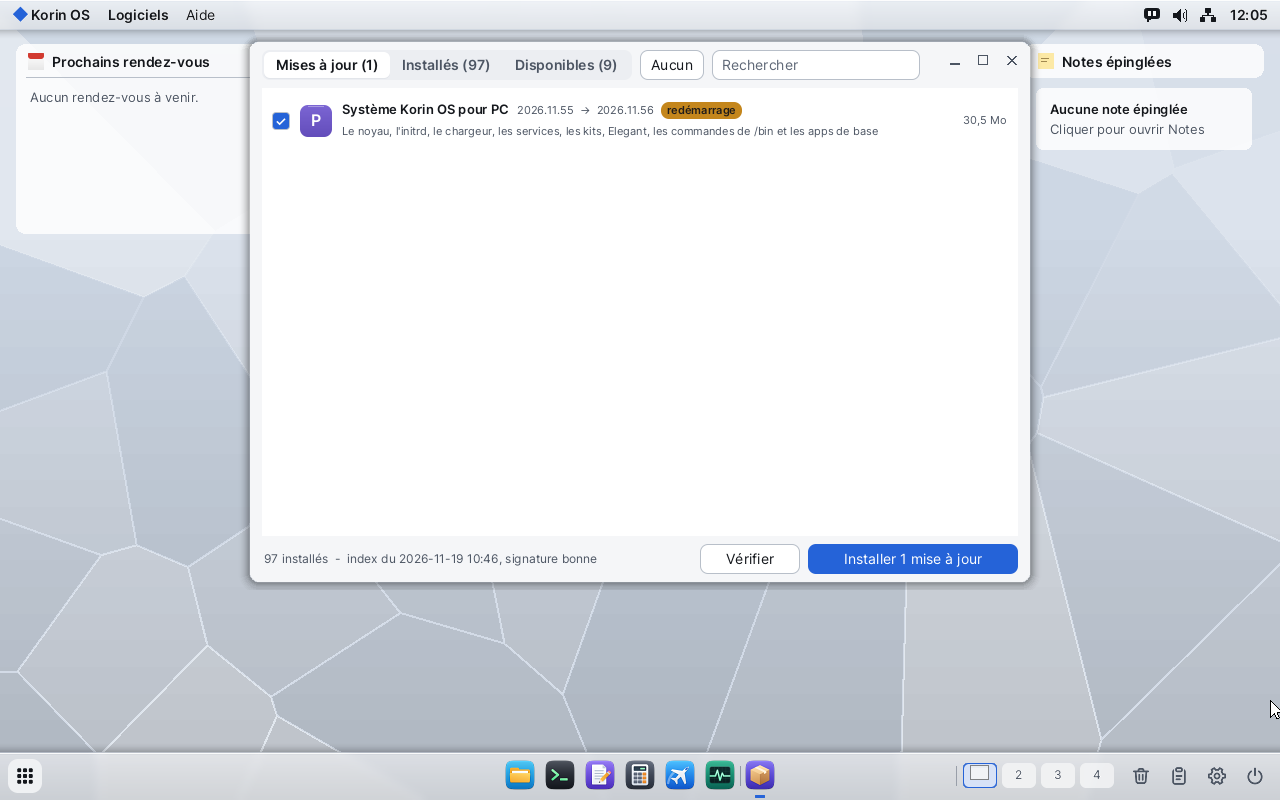 Korin OS Logiciels Aide 12:05
Prochains rendez-vous
Aucun rendez-vous à venir.
Mises à jour (1) Installés (97) Disponibles (9) Aucun Rechercher
P
Système Korin OS pour PC 2026.11.55 → 2026.11.56 redémarrage
Le noyau, l'initrd, le chargeur, les services, les kits, Elegant, les commandes de /bin et les apps de base
30,5 Mo
97 installés - index du 2026-11-19 10:46, signature bonne
Vérifier Installer 1 mise à jour
Notes épinglées
Aucune note épinglée
Cliquer pour ouvrir Notes
2 3 4